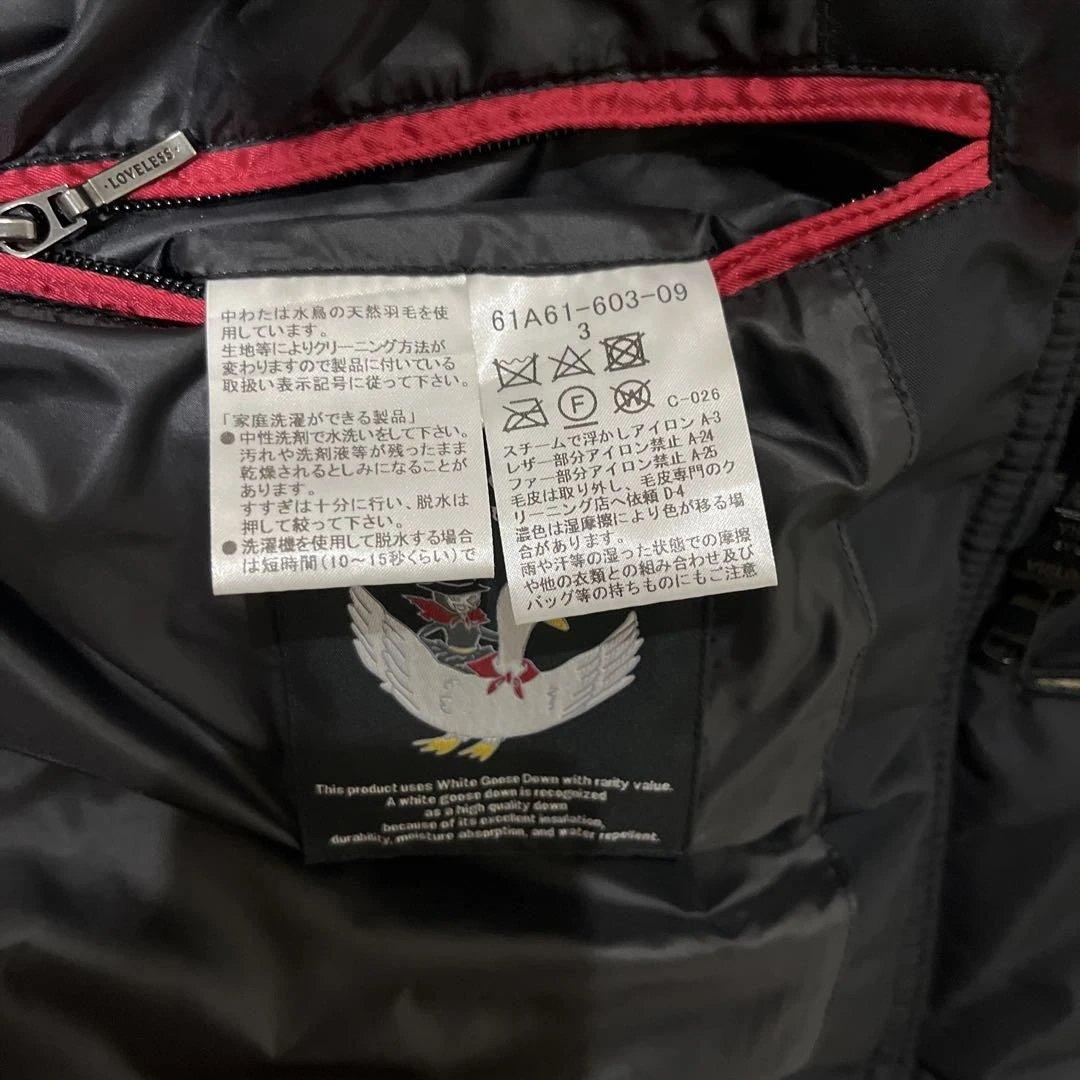 ·LOVELESS·
中わたは水鳥の天然羽毛を使
用しています。
生地等によりクリーニング方法が
変わりますので製品に付いている
取扱い表示記号に従って下さい。
「家庭洗濯ができる製品」
●中性洗剤で水洗いをして下さい。
汚れや洗剤液等が残ったまま
乾燥されるとしみになることが
あります。
すすぎは十分に行い、脱水は
押して絞って下さい。
●洗濯機を使用して脱水する場合
は短時間(10～15秒くらい)で
61A61-603-09
3
F
W
C-026
スチームで浮かしアイロン A-3
レザー部分アイロン禁止 A-24
ファー部分アイロン禁止 A-25
毛皮は取り外し、毛皮専門のク
リーニング店へ依頼 D-4
濃色は湿摩擦により色が移る場
合があります。
雨や汗等の湿った状態での摩擦
や他の衣類との組み合わせ及び
バッグ等の持ちものにもご注意
This product uses White Goose Down with rarity value.
A white goose down is recognized
as a high quality down
because of its excellent insulation,
durability, moisture absorption, and water repellent.